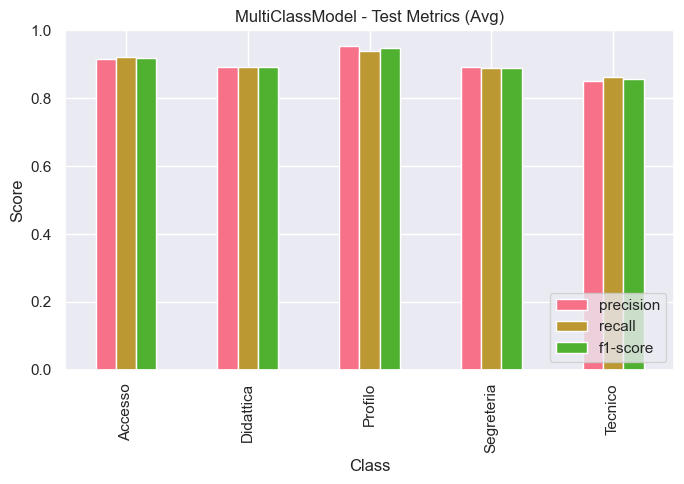 MultiClassModel - Test Metrics (Avg)
1.0
0.8
0.6
0.4
0.2
0.0
Score
precision
recall
f1-score
Accesso
Didattica
Profilo
Segreteria
Tecnico
Class